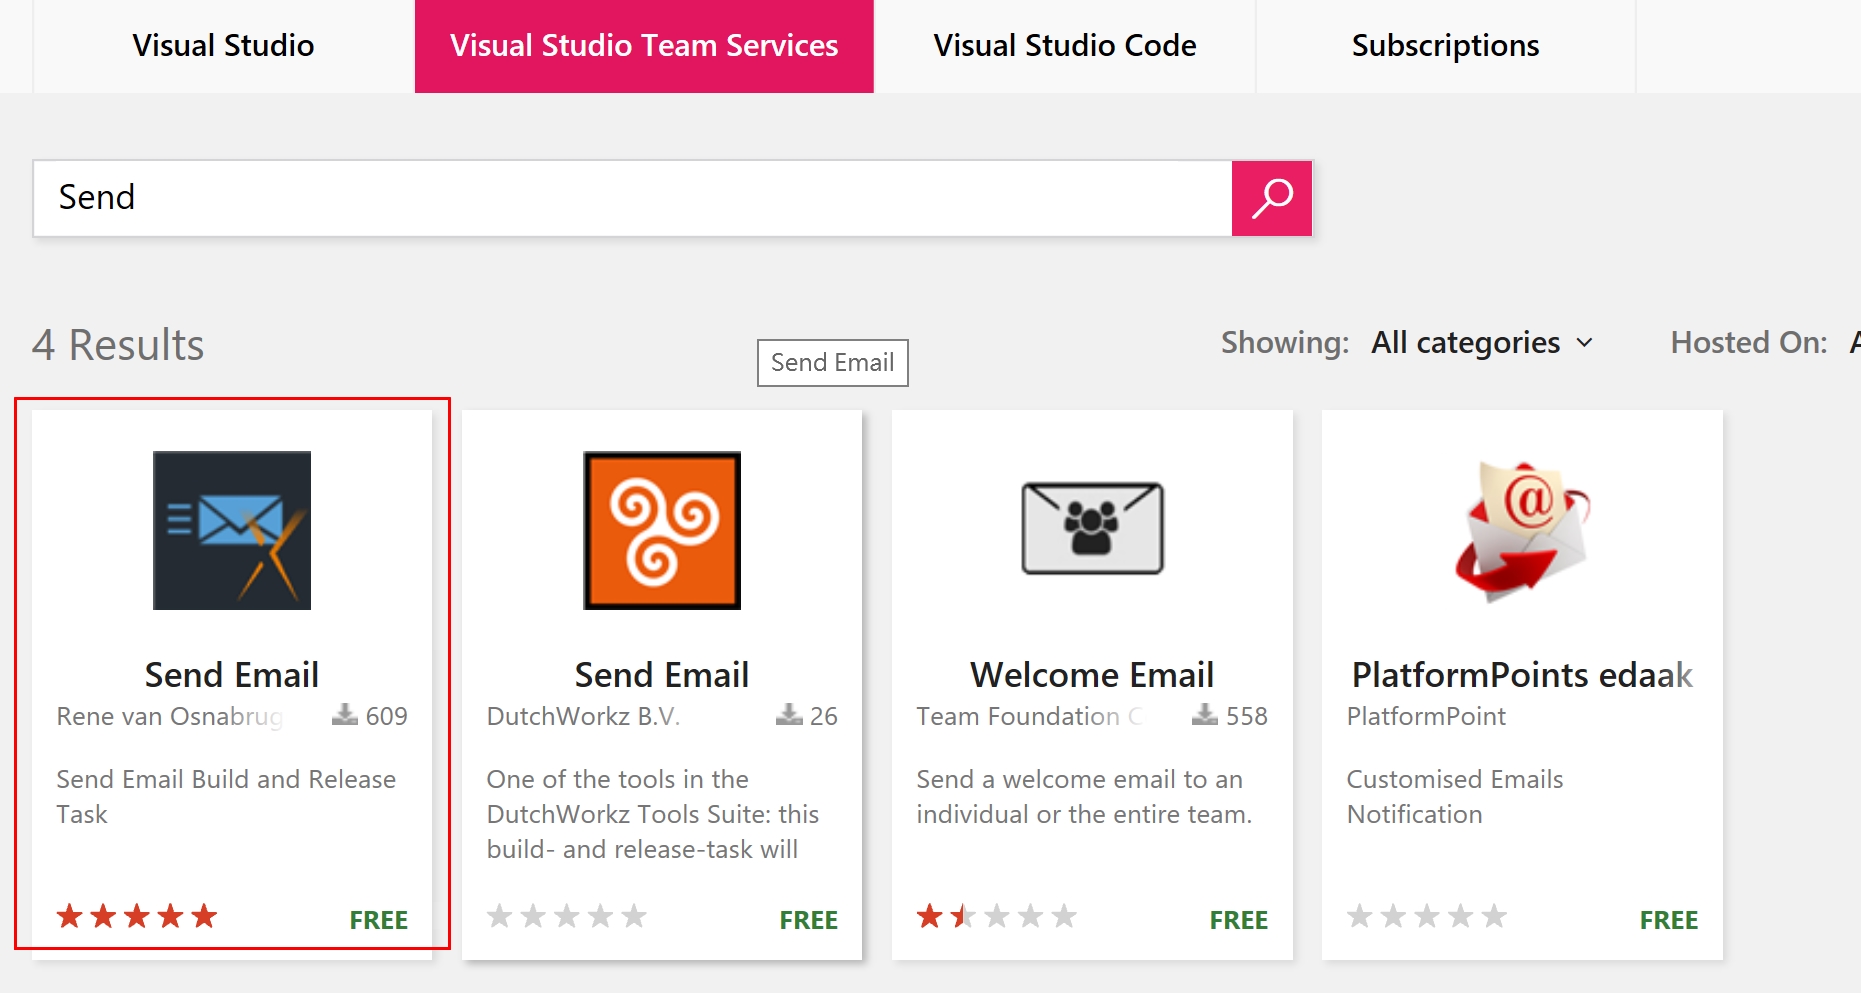 Visual Studio
Visual Studio Team Services
Visual Studio Code
Subscriptions
Send
4 Results
Send Email
Showing: All categories
Hosted On:
Send Email
Rene van Osnabrug
609
Send Email Build and Release
Task
FREE
Send Email
DutchWorkz B.V.
26
One of the tools in the
DutchWorkz Tools Suite: this
build- and release-task will
FREE
Welcome Email
Team Foundation C
558
Send a welcome email to an
individual or the entire team.
FREE
@
PlatformPoints edaak
PlatformPoint
Customised Emails
Notification
FREE